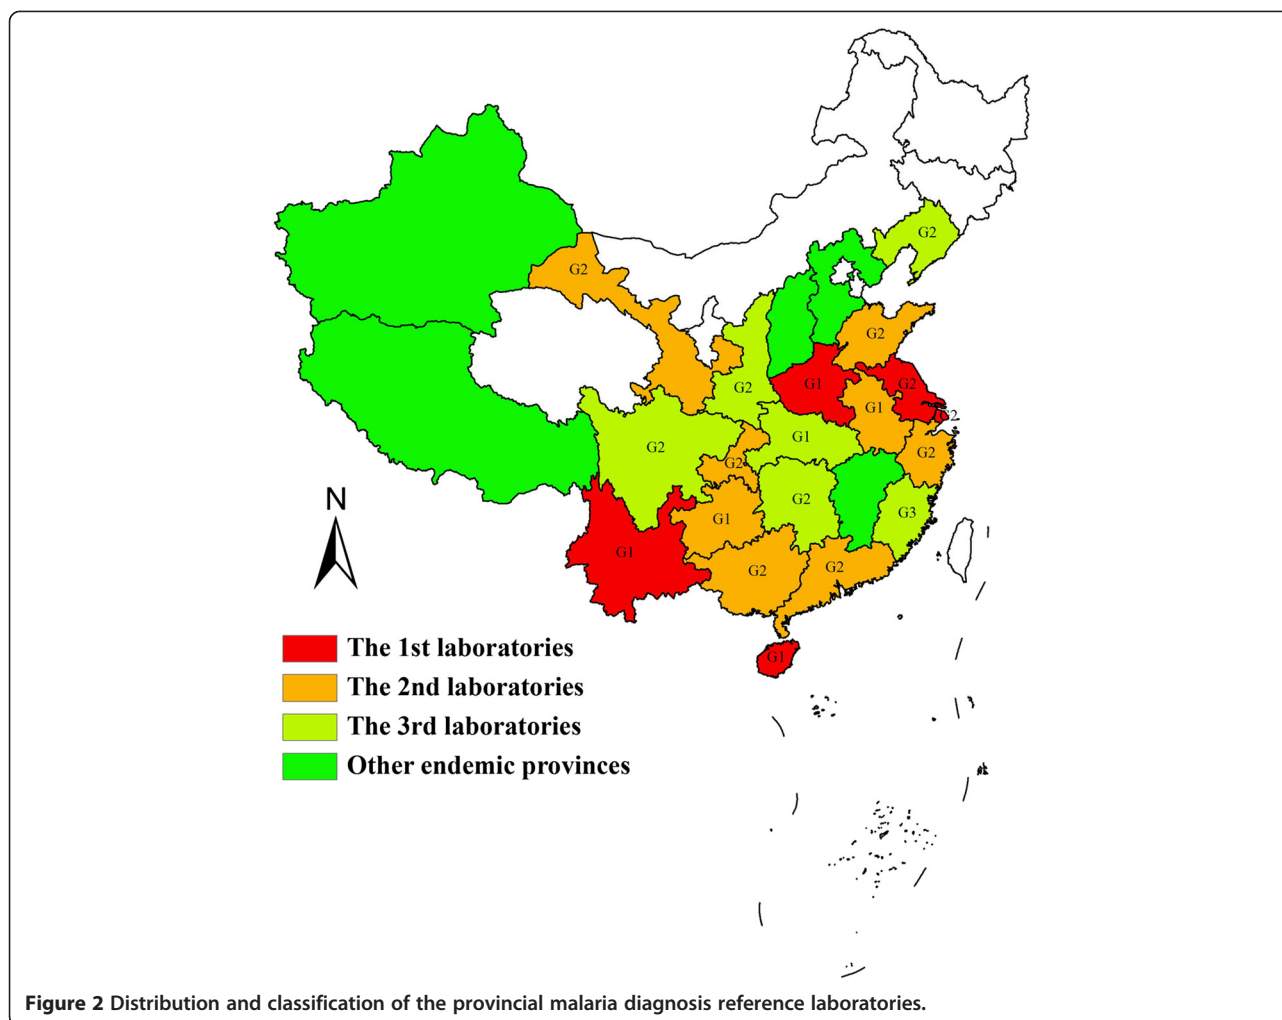 G2
G2
G2
G1
G2
G2
G1
G2
G1
G2
G2
G2
G2
G3
G1
N
G1
G2
G2
The 1st laboratories
G1
The 2nd laboratories
The 3rd laboratories
Other endemic provinces
Figure 2 Distribution and classification of the provincial malaria diagnosis reference laboratories.